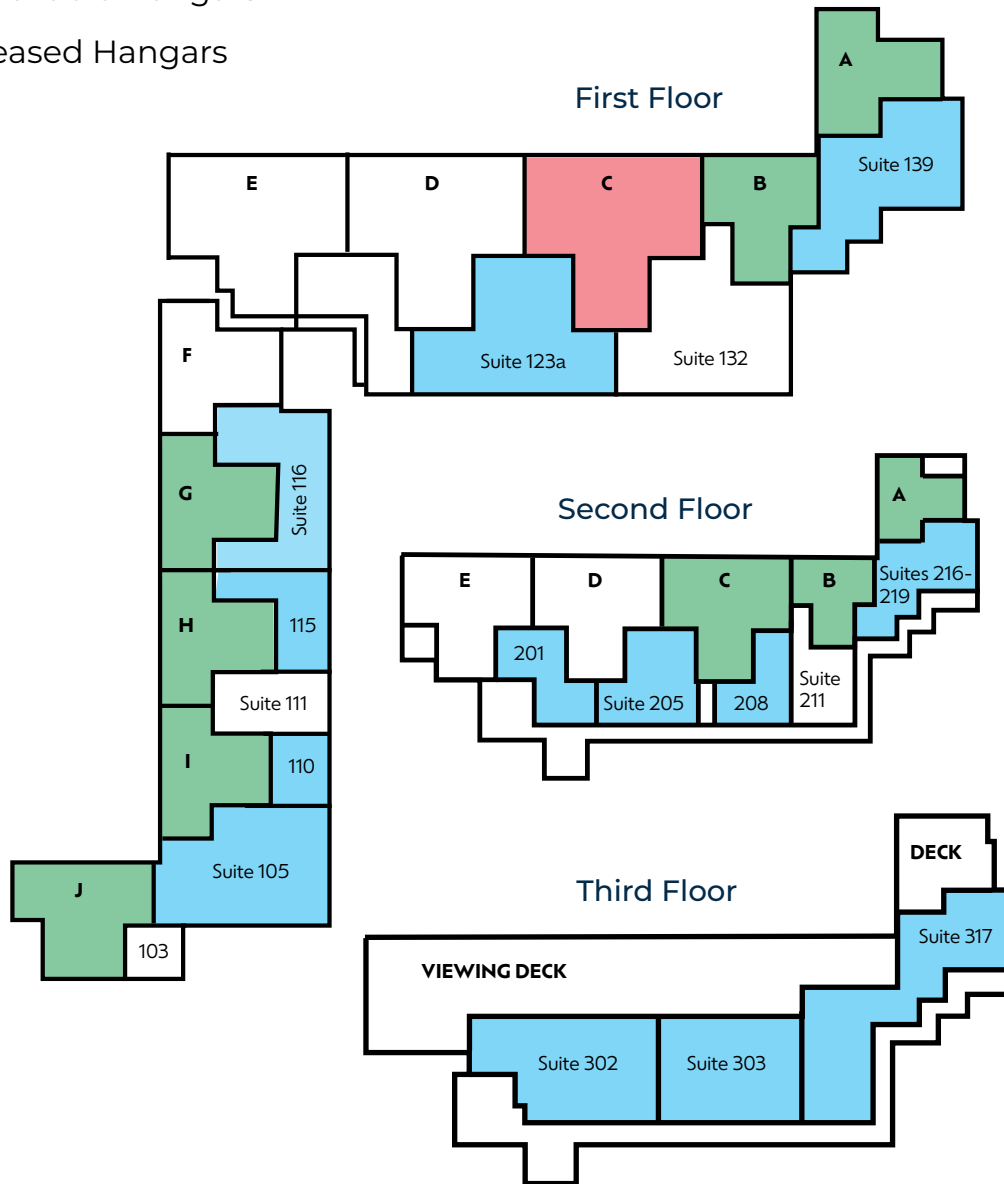 eased Hangars
First Floor
A
Suite 139
E
D
C
B
Suite 123a
Suite 132
F
G
Suite 116
H
115
Suite 111
I
110
Suite 105
J
103
Second Floor
A
E
D
C
B
Suites 216-
219
201
Suite 205
208
Suite
211
Third Floor
DECK
Suite 317
VIEWING DECK
Suite 302
Suite 303